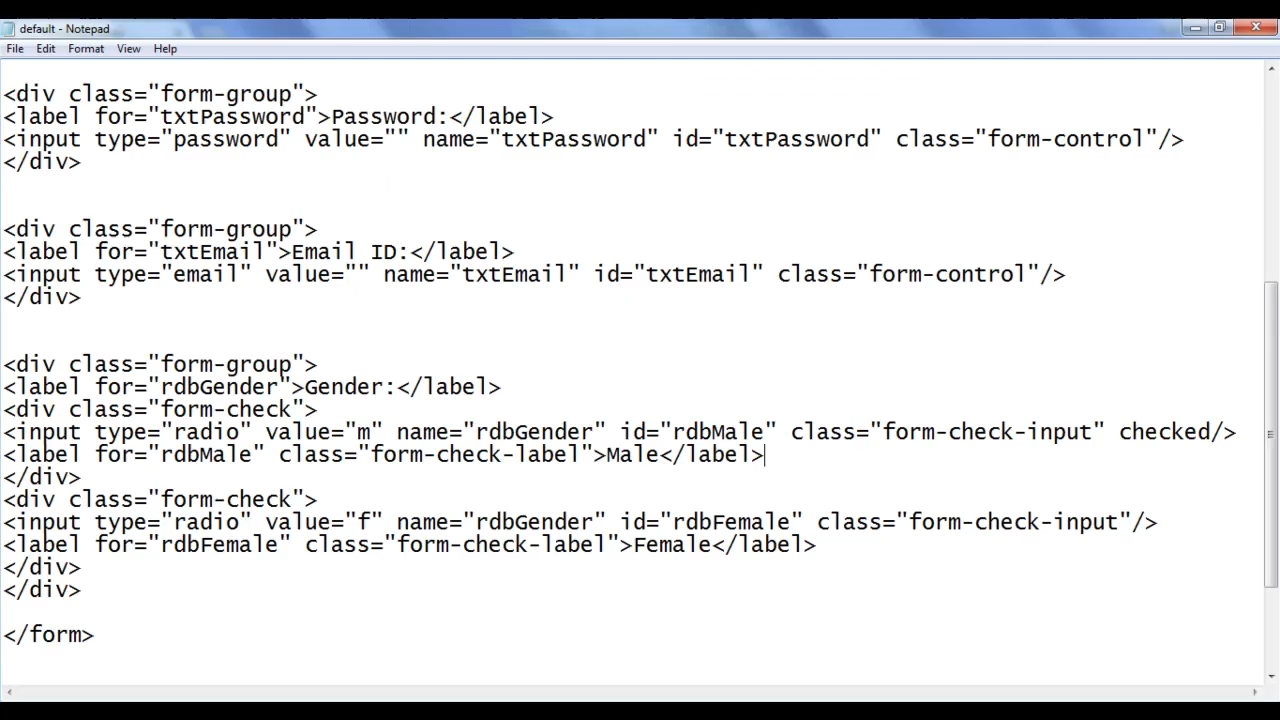 default - Notepad
File Edit Format View Help
<div class="form-group">
<label for="txtPassword">Password:</label>
<input type="password" value="" name="txtPassword" id="txtPassword" class="form-control"/>
</div>
<div class="form-group">
<label for="txtEmail">Email ID:</label>
<input type="email" value="" name="txtEmail" id="txtEmail" class="form-control"/>
</div>
<div class="form-group">
<label for="rdbGender">Gender:</label>
<div class="form-check">
<input type="radio" value="m" name="rdbGender" id="rdbMale" class="form-check-input" checked/>
<label for="rdbMale" class="form-check-label">Male</label>
</div>
<div class="form-check">
<input type="radio" value="f" name="rdbGender" id="rdbFemale" class="form-check-input"/>
<label for="rdbFemale" class="form-check-label">Female</label>
</div>
</div>
</form>